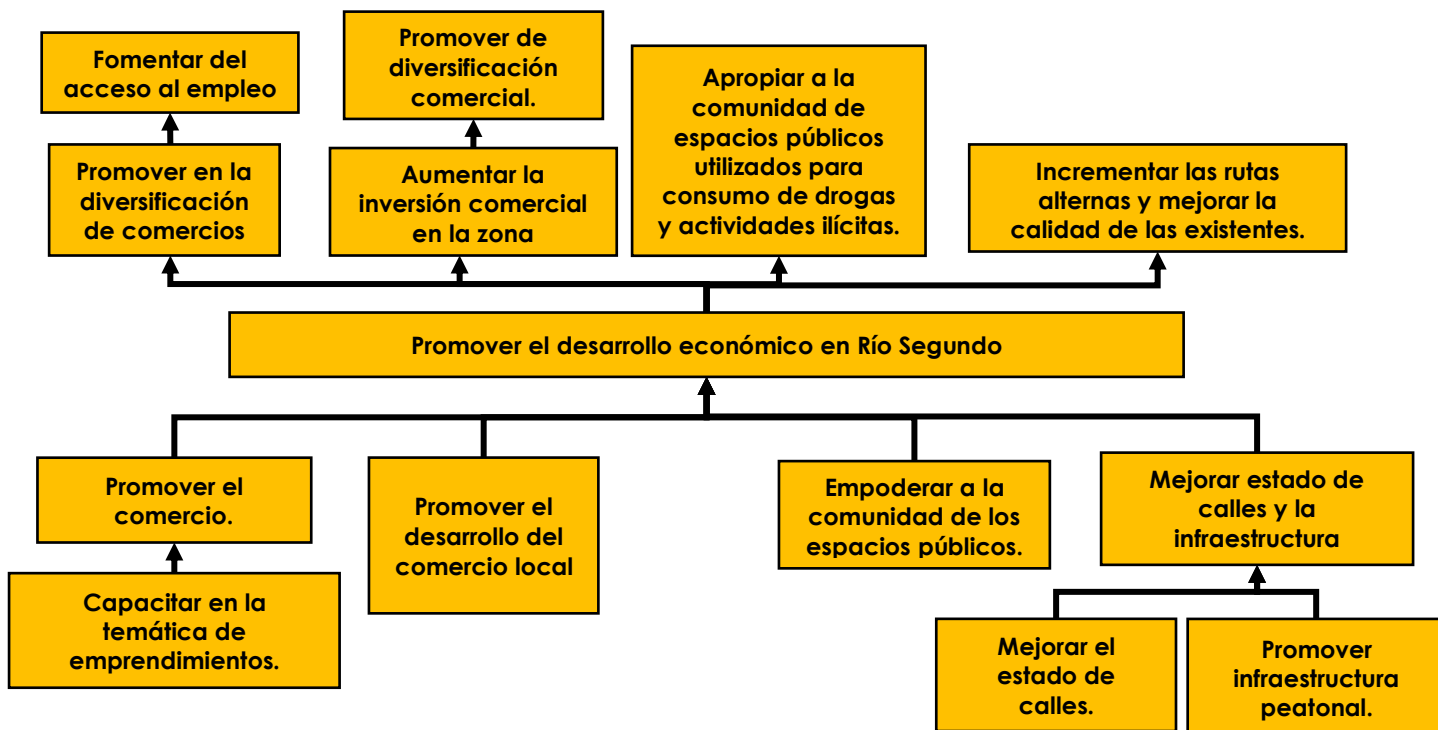 Fomentar del
acceso al empleo
Promover de
diversificación
comercial.
Apropiar a la
comunidad de
espacios públicos
utilizados para
consumo de drogas
y actividades ilícitas.
Promover en la
diversificación
de comercios
Aumentar la
inversión comercial
en la zona
Incrementar las rutas
alternas y mejorar la
calidad de las existentes.
Promover el desarrollo económico en Río Segundo
Promover el
comercio.
Promover el
desarrollo del
comercio local
Empoderar a la
comunidad de los
espacios públicos.
Mejorar estado de
calles y la
infraestructura
Capacitar en la
temática de
emprendimientos.
Mejorar el
estado de
calles.
Promover
infraestructura
peatonal.